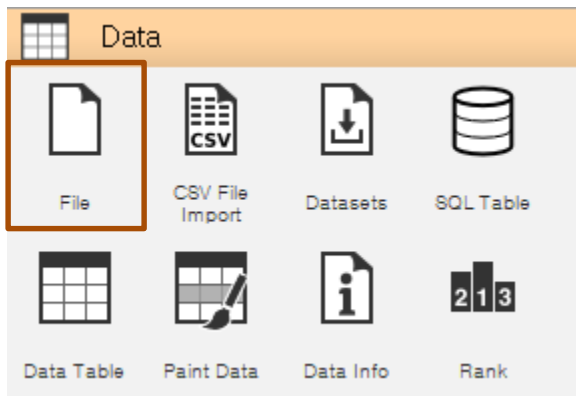 Data
CSV
File
CSV File
Import
Datasets
SQL Table
i
2 1 3
Data Table
Paint Data
Data Info
Rank